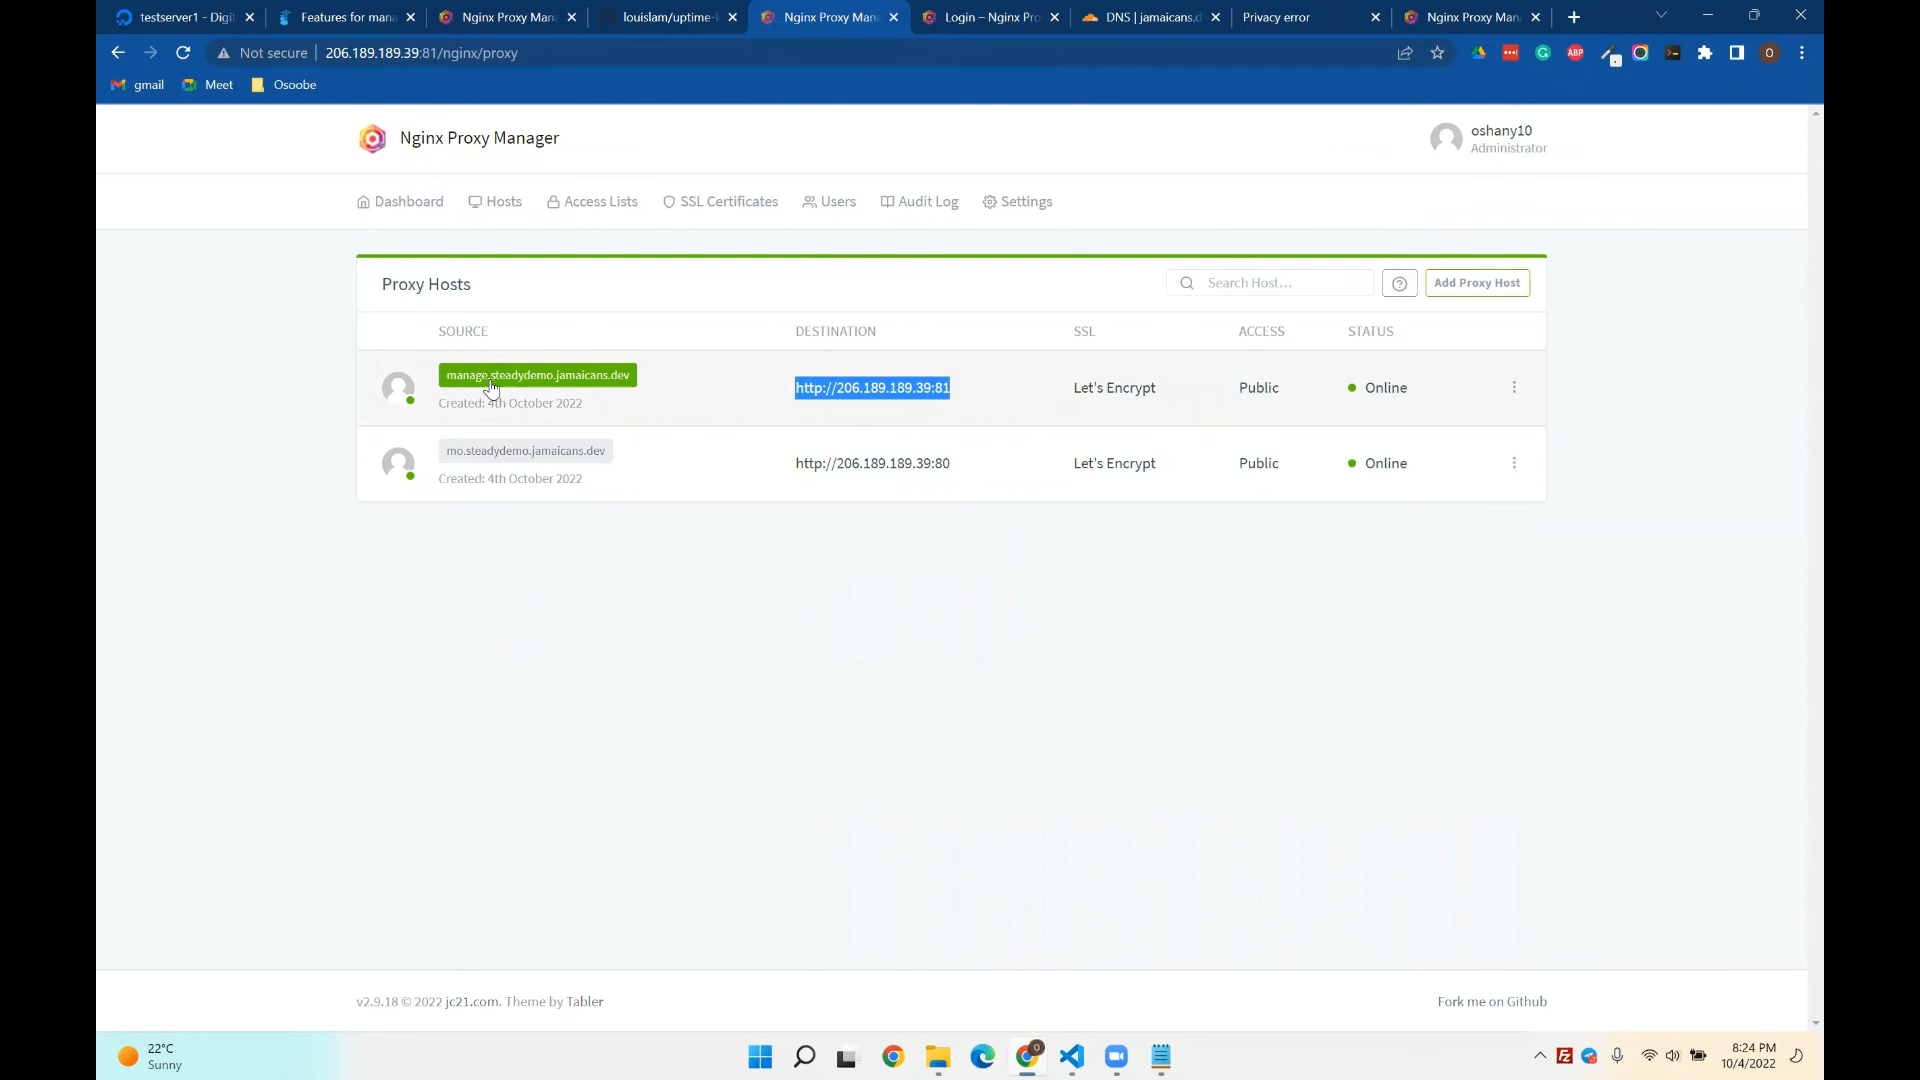 testserver1 - Digi
Features for mana
Nginx Proxy Mana
louislam/uptime-k
Nginx Proxy Mana
Login – Nginx Pro
DNS | jamaicans.d
Privacy error
Nginx Proxy Mana
Not secure
206.189.189.39:81/nginx/proxy
ABP
O
gmail
Meet
Osoobe
Nginx Proxy Manager
oshany10
Administrator
Dashboard
Hosts
Access Lists
SSL Certificates
Users
Audit Log
Settings
Proxy Hosts
Search Host…
Add Proxy Host
SOURCE
DESTINATION
SSL
ACCESS
STATUS
manage.steadydemo.jamaicans.dev
Created: 4th October 2022
http://206.189.189.39:81
Let's Encrypt
Public
Online
mo.steadydemo.jamaicans.dev
Created: 4th October 2022
http://206.189.189.39:80
Let's Encrypt
Public
Online
v2.9.18 © 2022 jc21.com. Theme by Tabler
Fork me on Github
22°C
Sunny
8:24 PM
10/4/2022